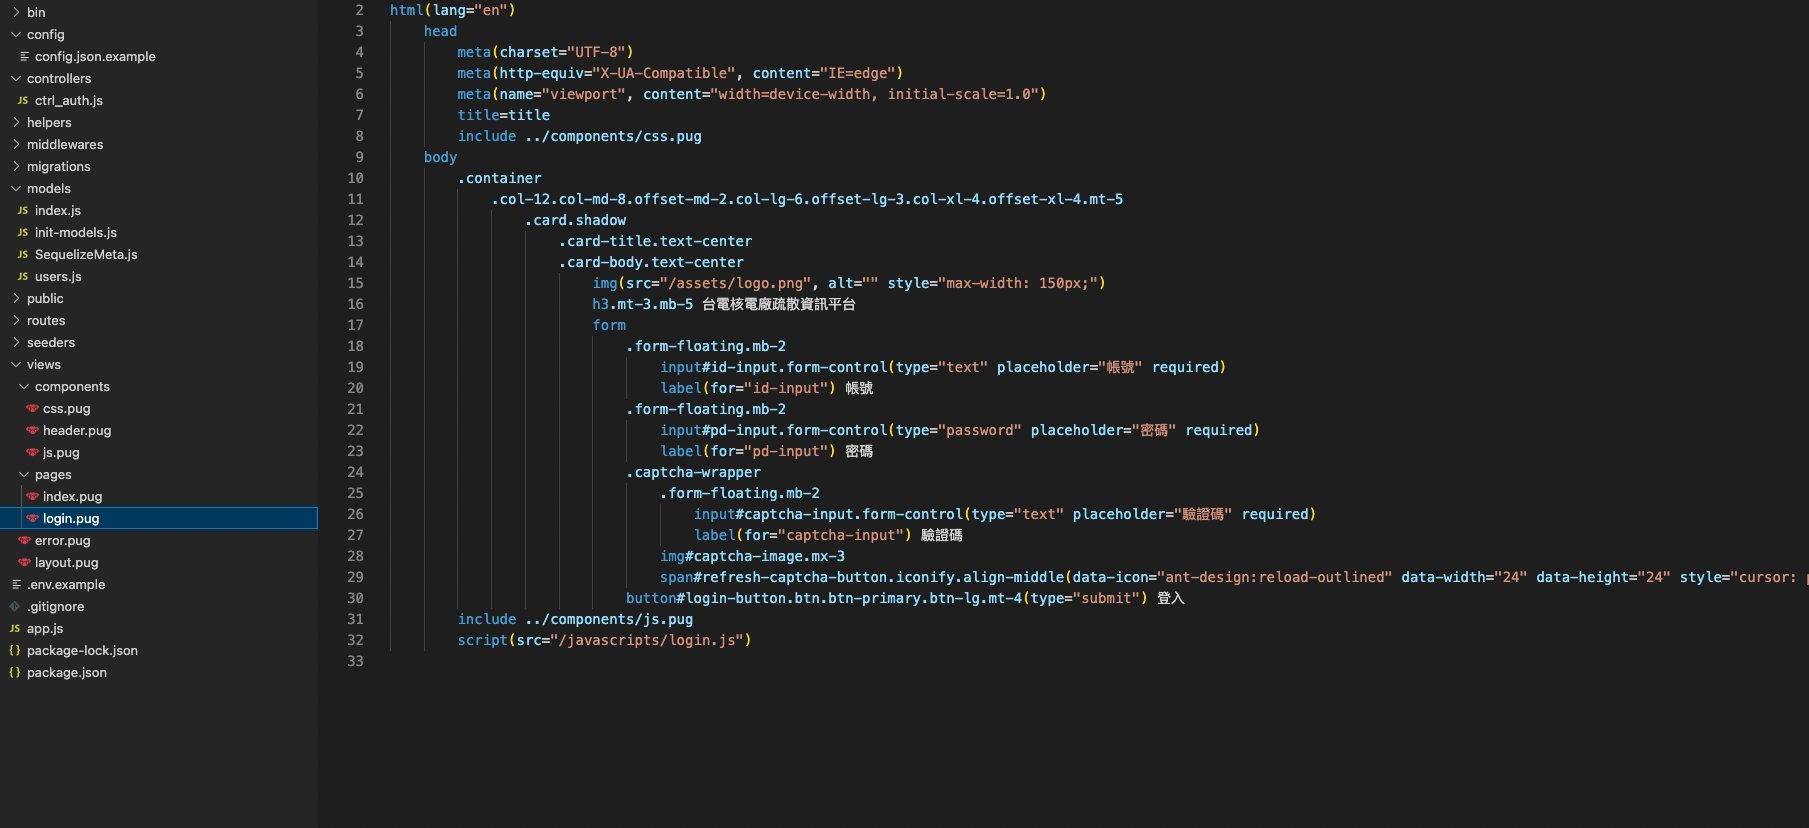 bin
config
config.json.example
controllers
JS ctrl_auth.js
helpers
middlewares
migrations
models
JS index.js
JS init-models.js
JS SequelizeMeta.js
JS users.js
public
routes
seeders
views
components
css.pug
header.pug
js.pug
pages
index.pug
login.pug
error.pug
layout.pug
.env.example
.gitignore
JS app.js
{} package-lock.json
{} package.json
2 html(lang="en")
3 head
4 meta(charset="UTF-8")
5 meta(http-equiv="X-UA-Compatible", content="IE=edge")
6 meta(name="viewport", content="width=device-width, initial-scale=1.0")
7 title=title
8 include ../components/css.pug
9 body
10 .container
11 .col-12.col-md-8.offset-md-2.col-lg-6.offset-lg-3.col-xl-4.offset-xl-4.mt-5
12 .card.shadow
13 .card-title.text-center
14 .card-body.text-center
15 img(src="/assets/logo.png", alt="" style="max-width: 150px;")
16 h3.mt-3.mb-5 台電核電廠疏散資訊平台
17 form
18 .form-floating.mb-2
19 input#id-input.form-control(type="text" placeholder="帳號" required)
20 label(for="id-input") 帳號
21 .form-floating.mb-2
22 input#pd-input.form-control(type="password" placeholder="密碼" required)
23 label(for="pd-input") 密碼
24 .captcha-wrapper
25 .form-floating.mb-2
26 input#captcha-input.form-control(type="text" placeholder="驗證碼" required)
27 label(for="captcha-input") 驗證碼
28 img#captcha-image.mx-3
29 span#refresh-captcha-button.iconify.align-middle(data-icon="ant-design:reload-outlined" data-width="24" data-height="24" style="cursor:
30 button#login-button.btn.btn-primary.btn-lg.mt-4(type="submit") 登入
31 include ../components/js.pug
32 script(src="/javascripts/login.js")
33